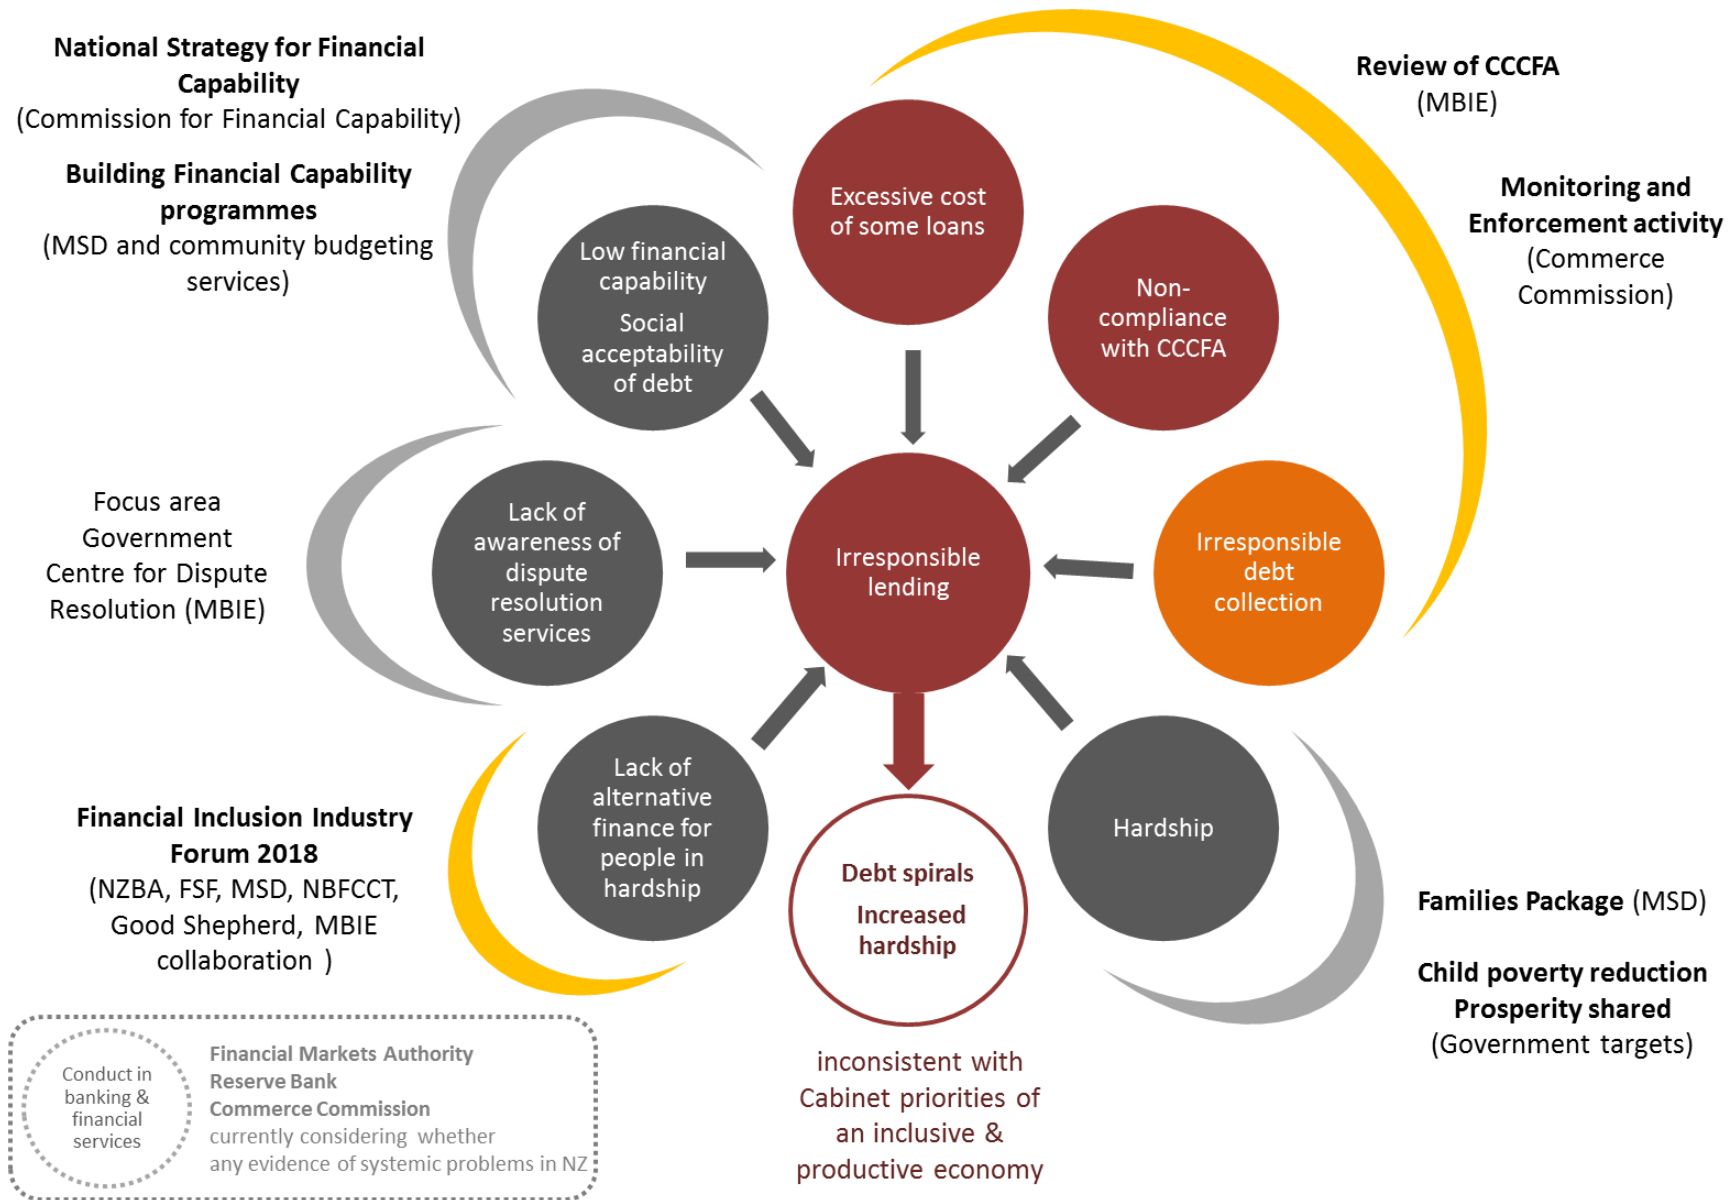 National Strategy for Financial
Capability
(Commission for Financial Capability)
Building Financial Capability
programmes
(MSD and community budgeting
services)
Review of CCCFA
(MBIE)
Monitoring and
Enforcement activity
(Commerce
Commission)
Excessive cost
of some loans
Low financial
capability
Social
acceptability
of debt
Non-
compliance
with CCCFA
Focus area
Government
Centre for Dispute
Resolution (MBIE)
Lack of
awareness of
dispute
resolution
services
Irresponsible
lending
Irresponsible
debt
collection
Financial Inclusion Industry
Forum 2018
(NZBA, FSF, MSD, NBFCCT,
Good Shepherd, MBIE
collaboration )
Lack of
alternative
finance for
people in
hardship
Debt spirals
Increased
hardship
Hardship
Families Package (MSD)
Child poverty reduction
Prosperity shared
(Government targets)
inconsistent with
Cabinet priorities of
an inclusive &
productive economy
Conduct in
banking &
financial
services
Financial Markets Authority
Reserve Bank
Commerce Commission
currently considering whether
any evidence of systemic problems in NZ